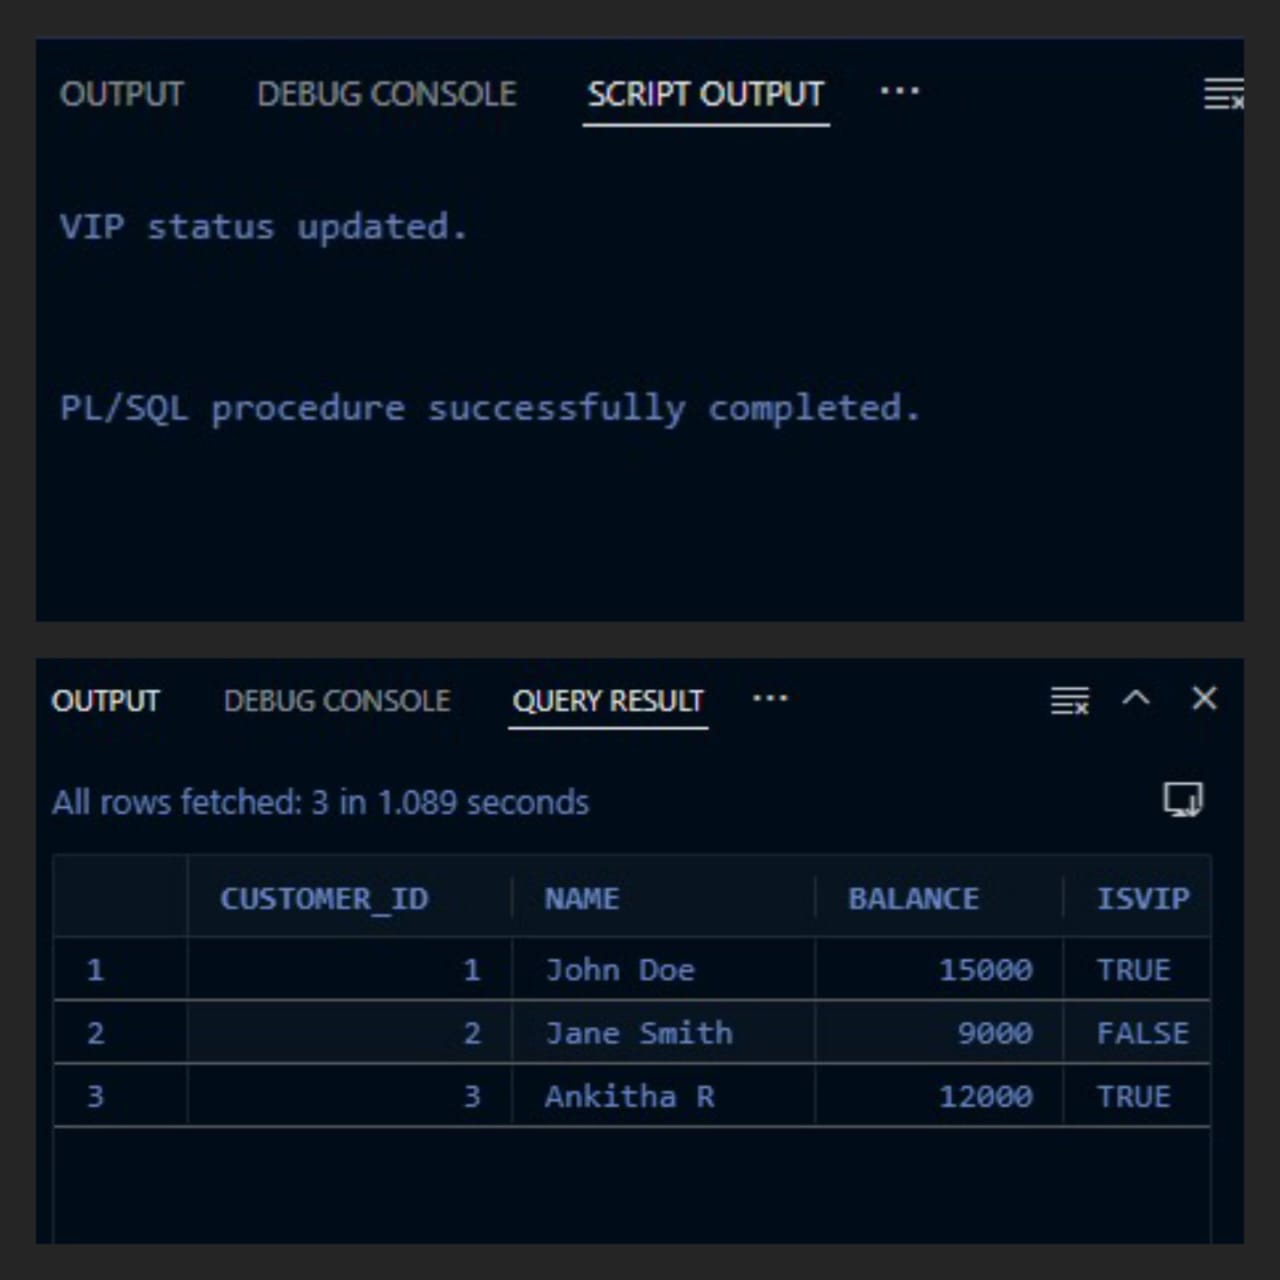 OUTPUT DEBUG CONSOLE SCRIPT OUTPUT ...
VIP status updated.
PL/SQL procedure successfully completed.
OUTPUT DEBUG CONSOLE QUERY RESULT ...
All rows fetched: 3 in 1.089 seconds
CUSTOMER_ID NAME BALANCE ISVIP
1 1 John Doe 15000 TRUE
2 2 Jane Smith 9000 FALSE
3 3 Ankitha R 12000 TRUE